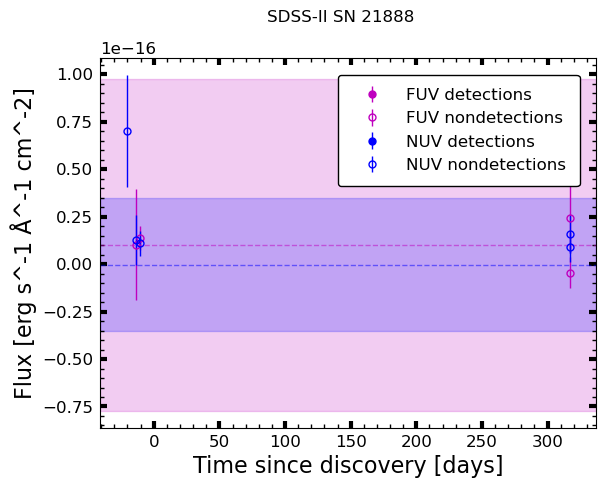 SDSS-II SN 21888
1e−16
1.00
0.75
0.50
0.25
0.00
−0.25
−0.50
−0.75
Flux [erg s^-1 Å^-1 cm^-2]
FUV detections
FUV nondetections
NUV detections
NUV nondetections
0 50 100 150 200 250 300
Time since discovery [days]